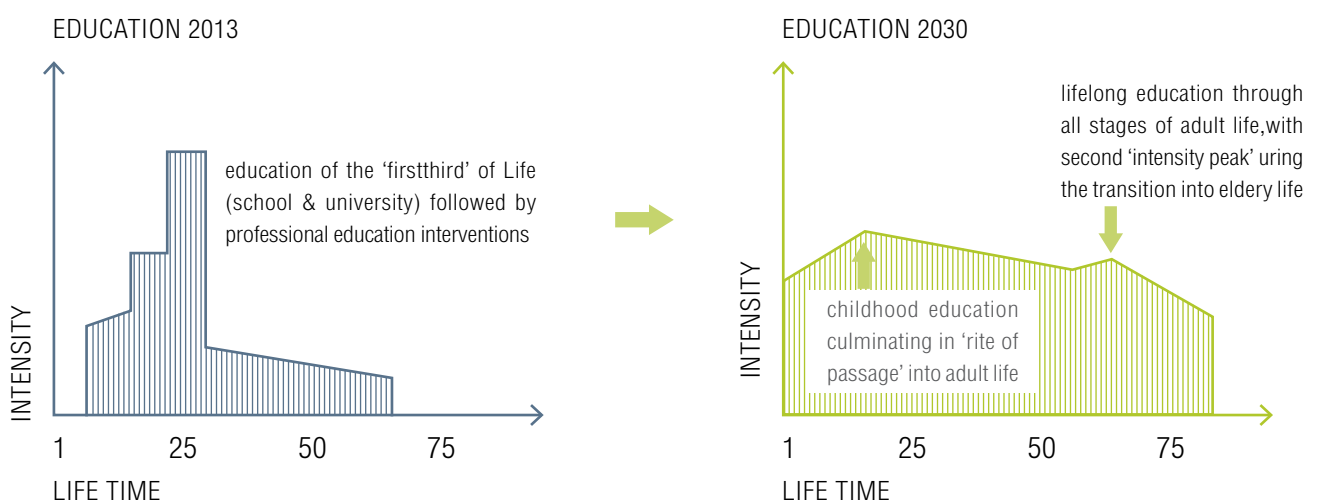 EDUCATION 2013
INTENSITY
education of the ‘firstthird’ of Life
(school & university) followed by
professional education interventions
1 25 50 75
LIFE TIME
EDUCATION 2030
INTENSITY
lifelong education through
all stages of adult life,with
second ‘intensity peak’ uring
the transition into eldery life
childhood education
culminating in ‘rite of
passage’ into adult life
1 25 50 75
LIFE TIME